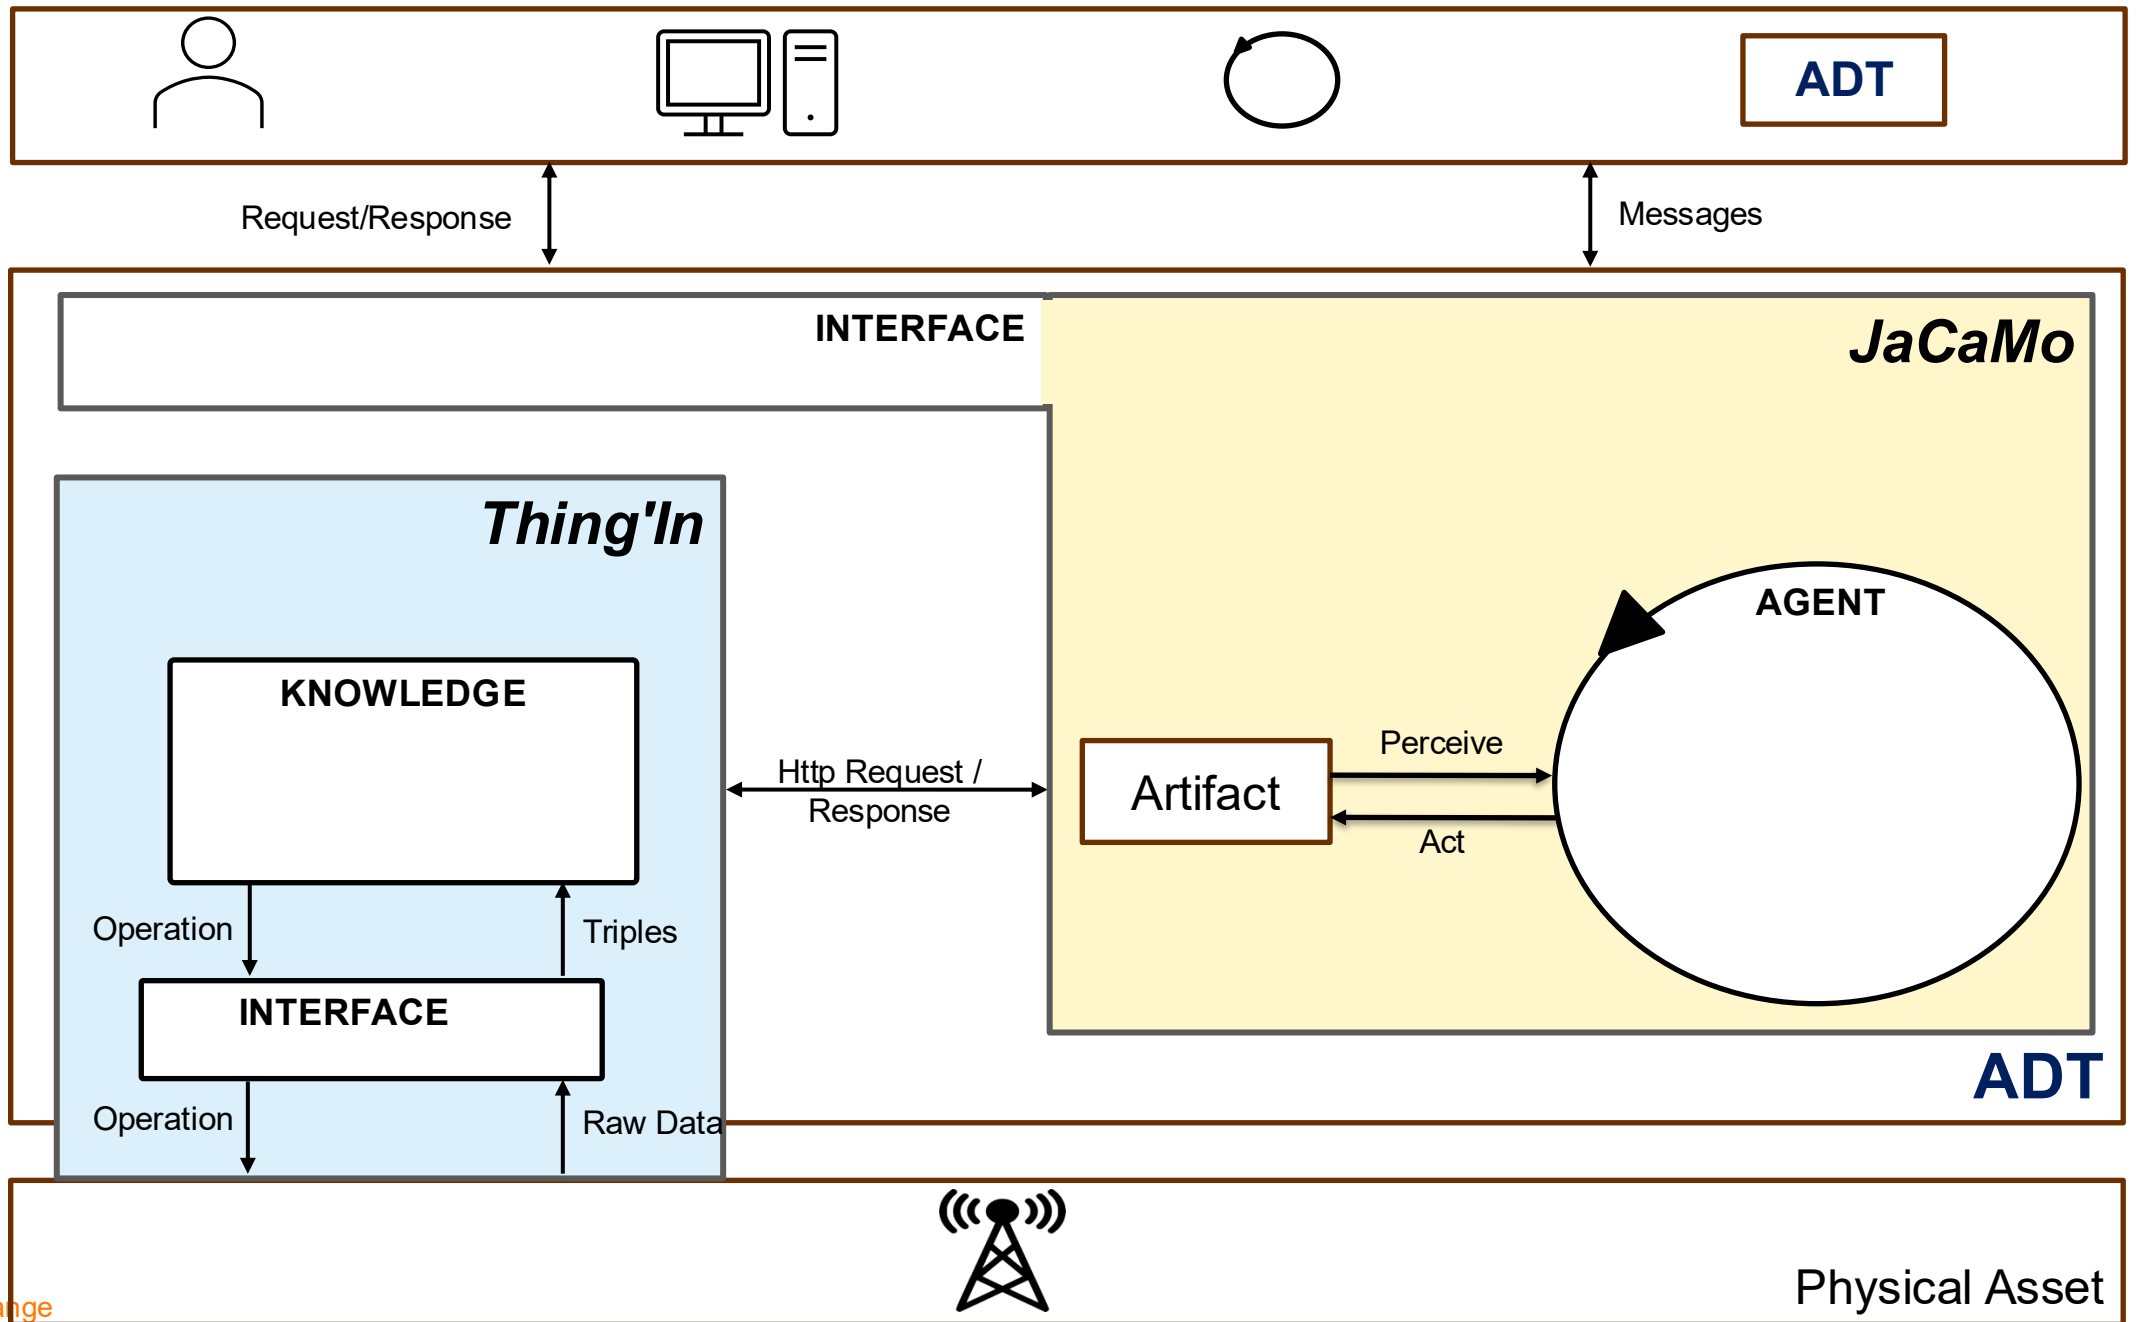 ADT
Request/Response
Messages
INTERFACE
JaCaMo
Thing'In
AGENT
KNOWLEDGE
Perceive
Http Request /
Response
Artifact
Act
Operation
Triples
INTERFACE
ADT
Operation
Raw Data
Physical Asset